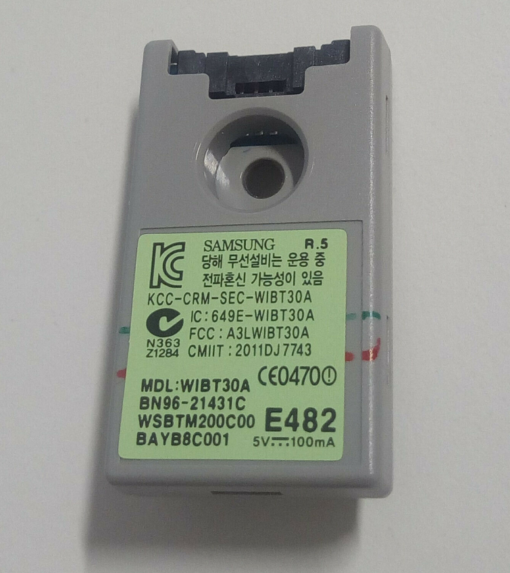 SAMSUNG R.5
당해 무선설비는 운용 중
전파혼신 가능성이 있음
KCC-CRM-SEC-WIBT30A
IC: 649E-WIBT30A
FCC : A3LWIBT30A
N363
Z1284 CMIIT : 2011DJ7743
MDL:WIBT30A CE0470
BN96-21431C
WSBTM200C00 E482
BAYB8C001 5V 100mA